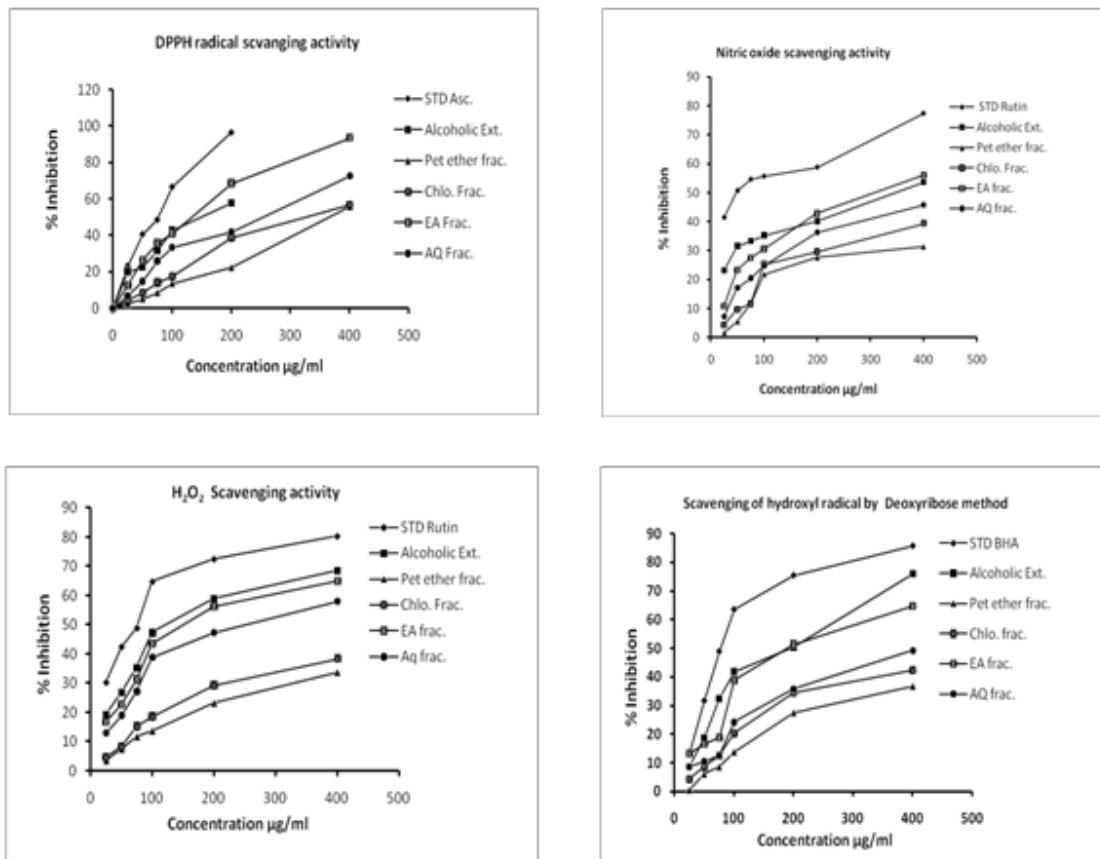 DPPH radical scvanging activity
% Inhibition
120
100
80
60
40
20
0
0 100 200 300 400 500
Concentration µg/ml
STD Asc.
Alcoholic Ext.
Pet ether frac.
Chlo. Frac.
EA Frac.
AQ Frac.
Nitric oxide scavenging activity
% Inhibition
90
80
70
60
50
40
30
20
10
0
0 100 200 300 400 500
Concentration µg/ml
STD Rutin
Alcoholic Ext.
Pet ether frac.
Chlo. Frac.
EA frac.
AQ frac.
H₂O₂ Scavenging activity
% Inhibition
90
80
70
60
50
40
30
20
10
0
0 100 200 300 400 500
Concentration µg/ml
STD Rutin
Alcoholic Ext.
Pet ether frac.
Chlo. Frac.
EA frac.
Aq frac.
Scavenging of hydroxyl radical by Deoxyribose method
% Inhibition
90
80
70
60
50
40
30
20
10
0
0 100 200 300 400 500
Concentration µg/ml
STD BHA
Alcoholic Ext.
Pet ether frac.
Chlo. frac.
EA frac.
AQ frac.